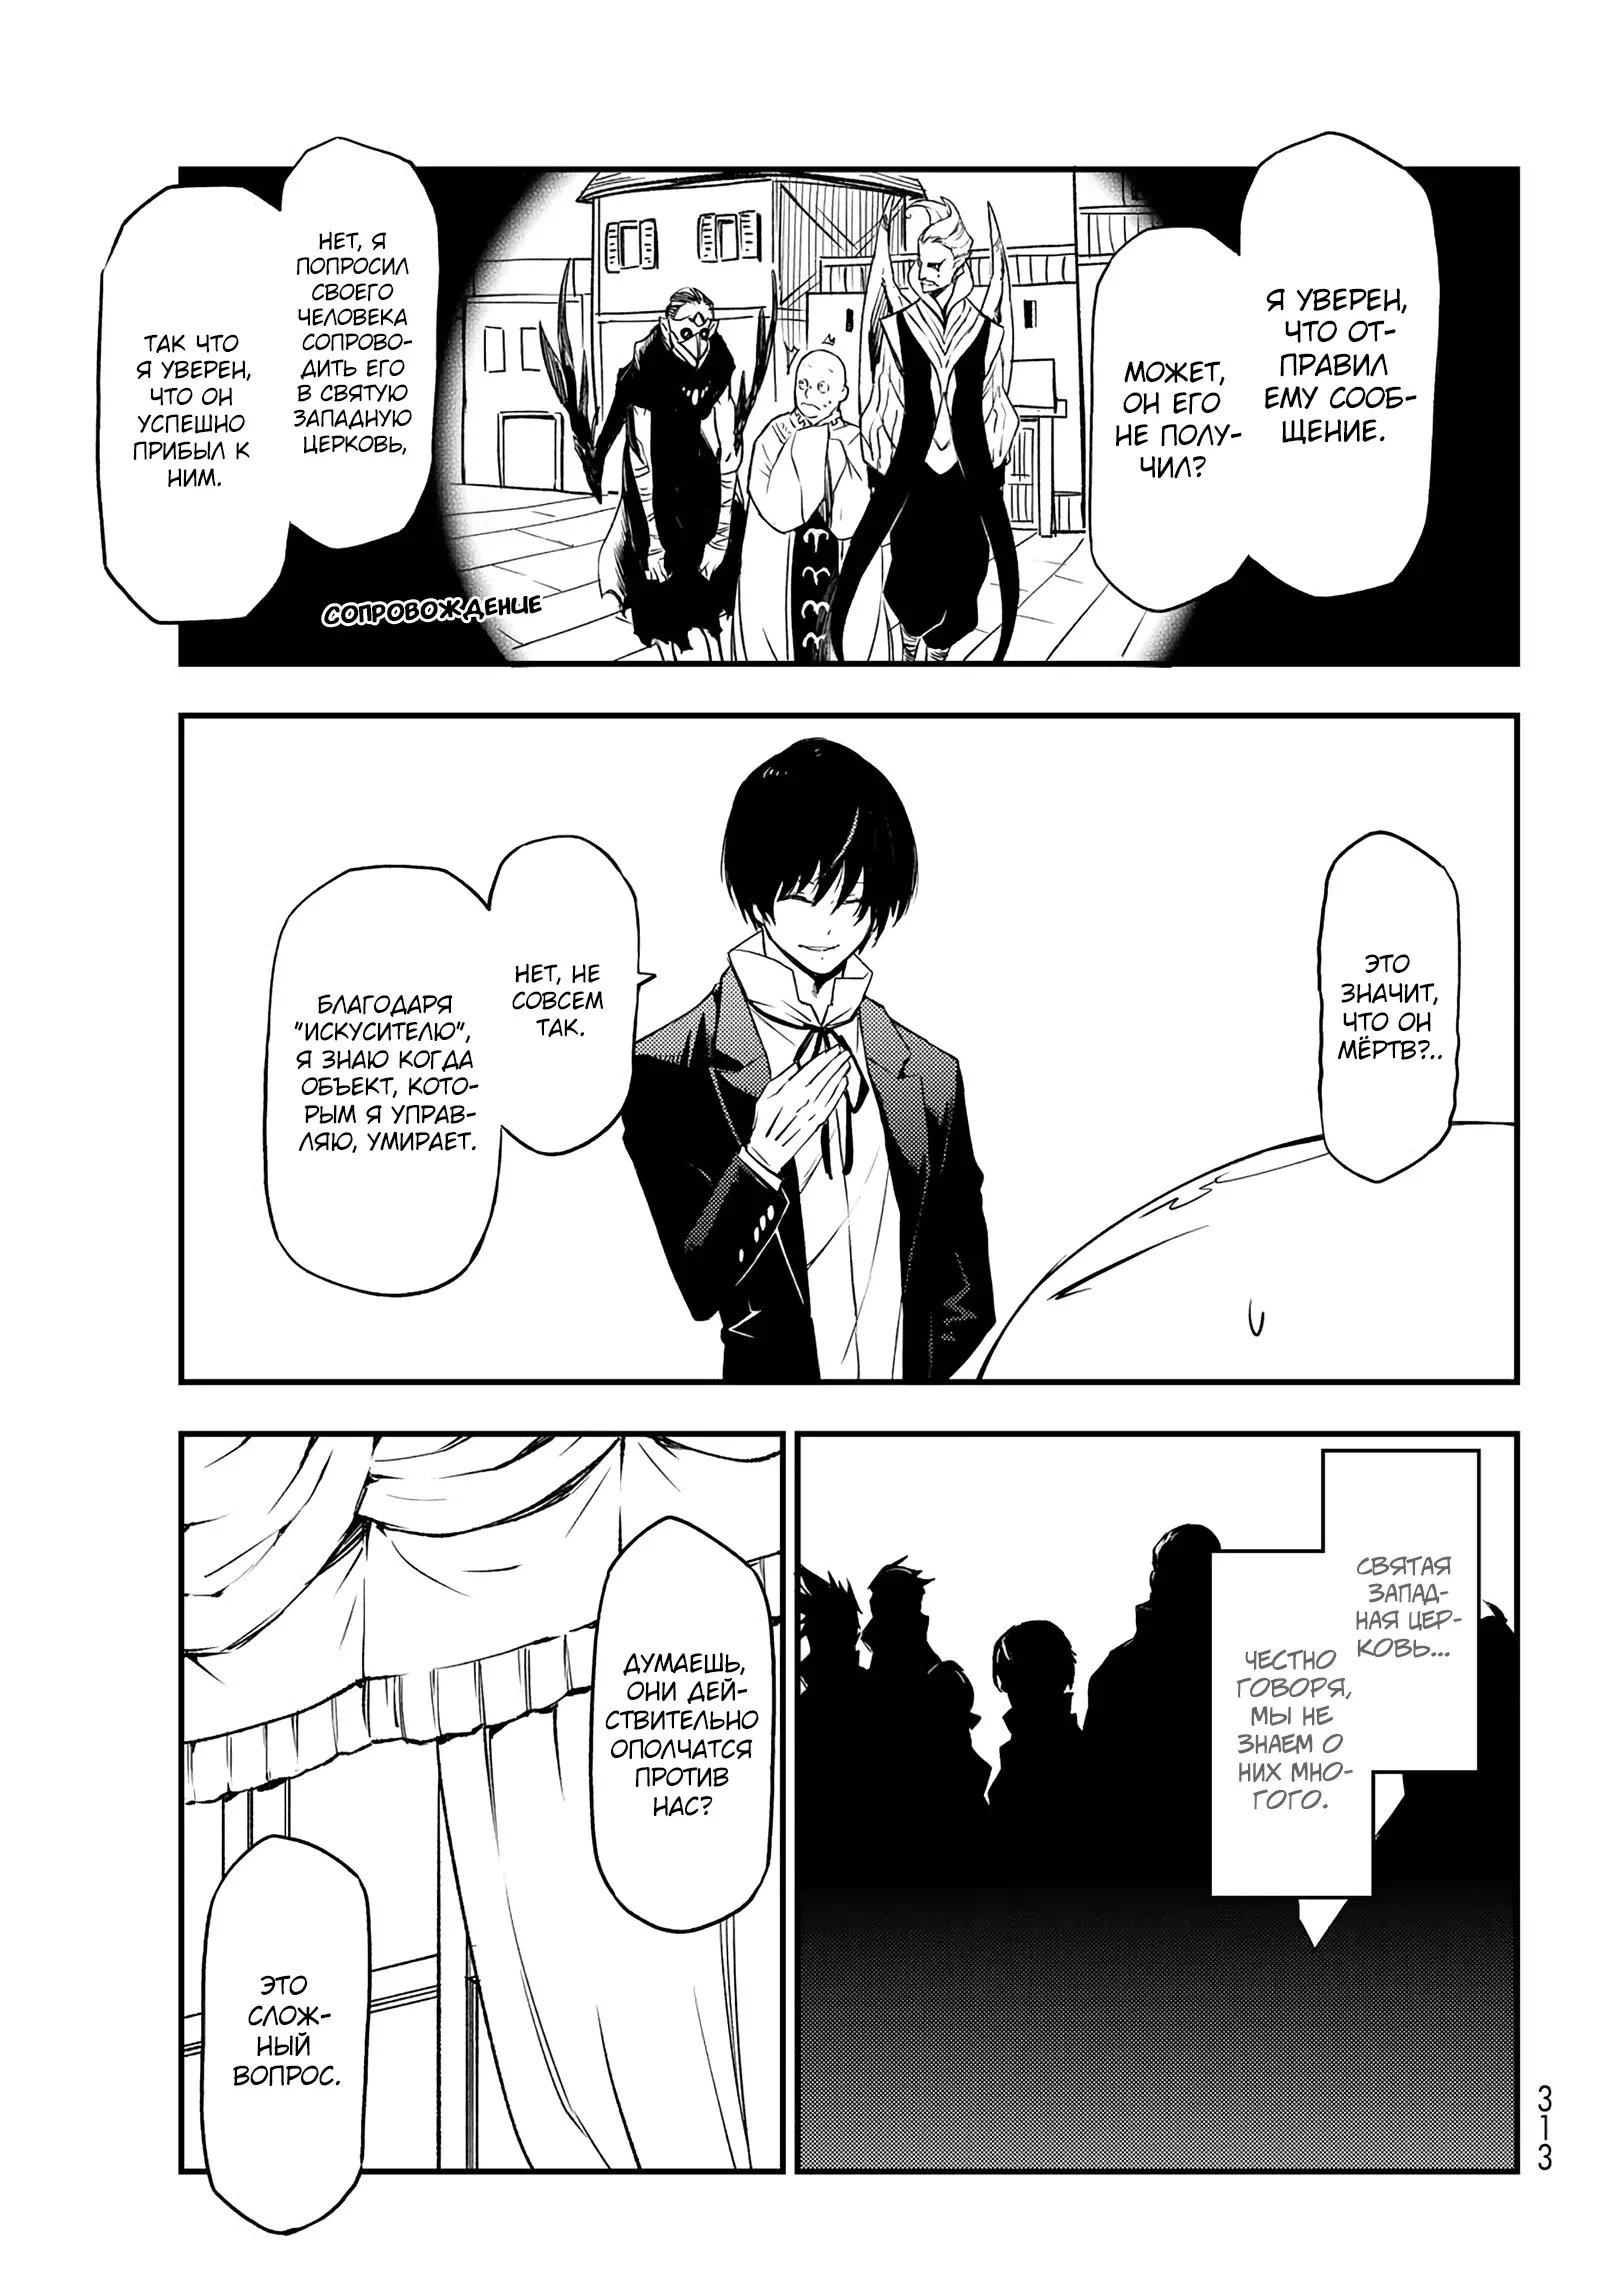 Я УВЕРЕН,
ЧТО ОТ-
ПРАВИЛ
ЕМУ СООБ-
ЩЕНИЕ.
МОЖЕТ,
ОН ЕГО
НЕ ПОЛУ-
ЧИЛ?
НЕТ, Я
ПОПРОСИЛ
СВОЕГО
ЧЕЛОВЕКА
СОПРОВО-
ДИТЬ ЕГО
В СВЯТУЮ
ЗАПАДНУЮ
ЦЕРКОВЬ,
ТАК ЧТО
Я УВЕРЕН,
ЧТО ОН
УСПЕШНО
ПРИБЫЛ К
НИМ.
СОПРОВОЖДЕНИЕ
ЭТО
ЗНАЧИТ,
ЧТО ОН
МЁРТВ?..
НЕТ, НЕ
СОВСЕМ
ТАК.
БЛАГОДАРЯ
"ИСКУСИТЕЛЮ",
Я ЗНАЮ КОГДА
ОБЪЕКТ, КОТО-
РЫМ Я УПРАВ-
ЛЯЮ, УМИРАЕТ.
СВЯТАЯ
ЗАПАД-
НАЯ ЦЕР-
КОВЬ...
ЧЕСТНО
ГОВОРЯ,
МЫ НЕ
ЗНАЕМ О
НИХ МНО-
ГОГО.
ДУМАЕШЬ,
ОНИ ДЕЙ-
СТВИТЕЛЬНО
ОПОЛЧАТСЯ
ПРОТИВ
НАС?
ЭТО
СЛОЖ-
НЫЙ
ВОПРОС.
313